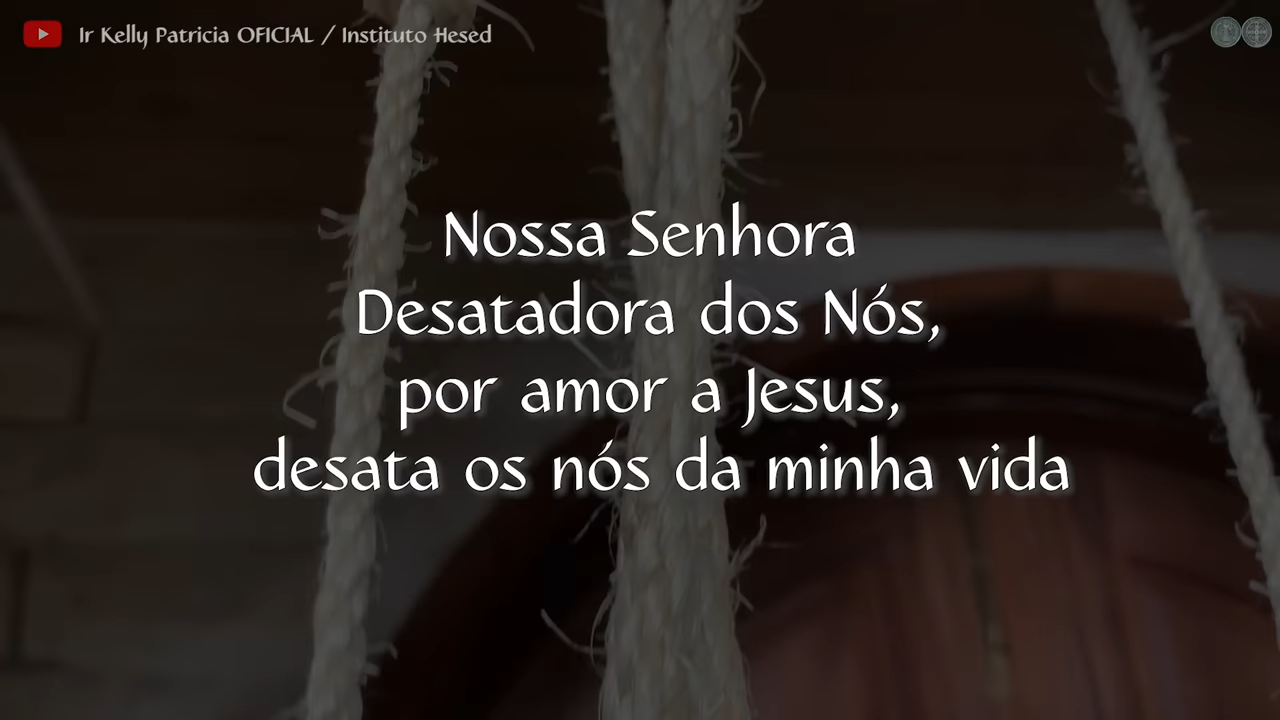 Ir Kelly Patricia OFICIAL / Instituto Hesed
Nossa Senhora
Desatadora dos Nós,
por amor a Jesus,
desata os nós da minha vida